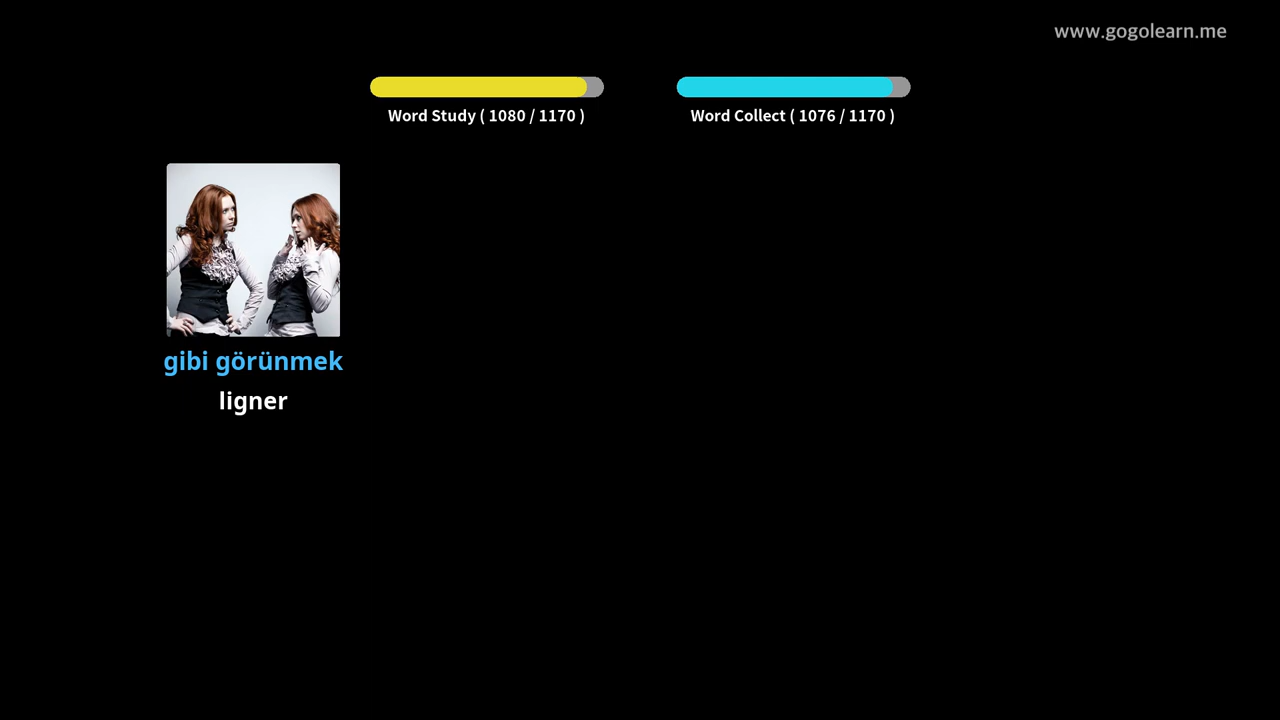 www.gogolearn.me
Word Study ( 1080 / 1170 )
Word Collect ( 1076 / 1170 )
gibi görünmek
ligner